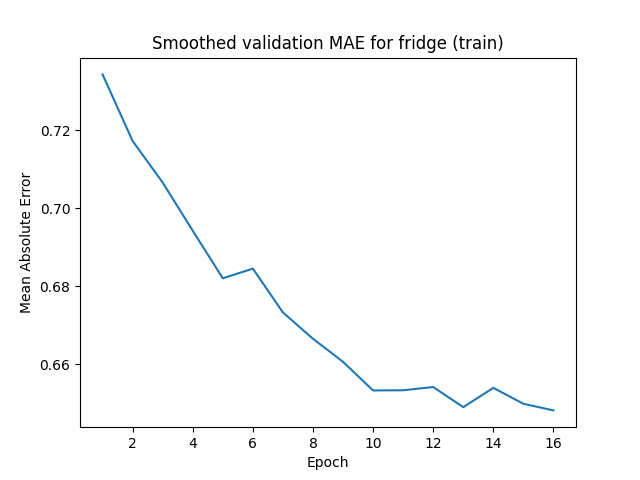 Smoothed validation MAE for fridge (train)
0.72
0.70
0.68
0.66
Mean Absolute Error
2 4 6 8 10 12 14 16
Epoch